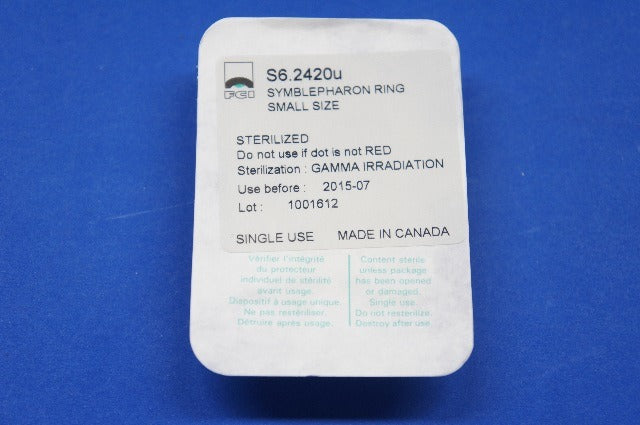 FCI
S6.2420u
SYMBLEPHARON RING
SMALL SIZE
STERILIZED
Do not use if dot is not RED
Sterilization : GAMMA IRRADIATION
Use before : 2015-07
Lot : 1001612
SINGLE USE MADE IN CANADA
Vérifier l'intégrité
du protecteur
individuel de stérilité
avant usage.
Dispositif à usage unique.
Ne pas restériliser.
Détruire après usage.
Content sterile
unless package
has been opened
or damaged.
Single use.
Do not resterilize.
Destroy after use.